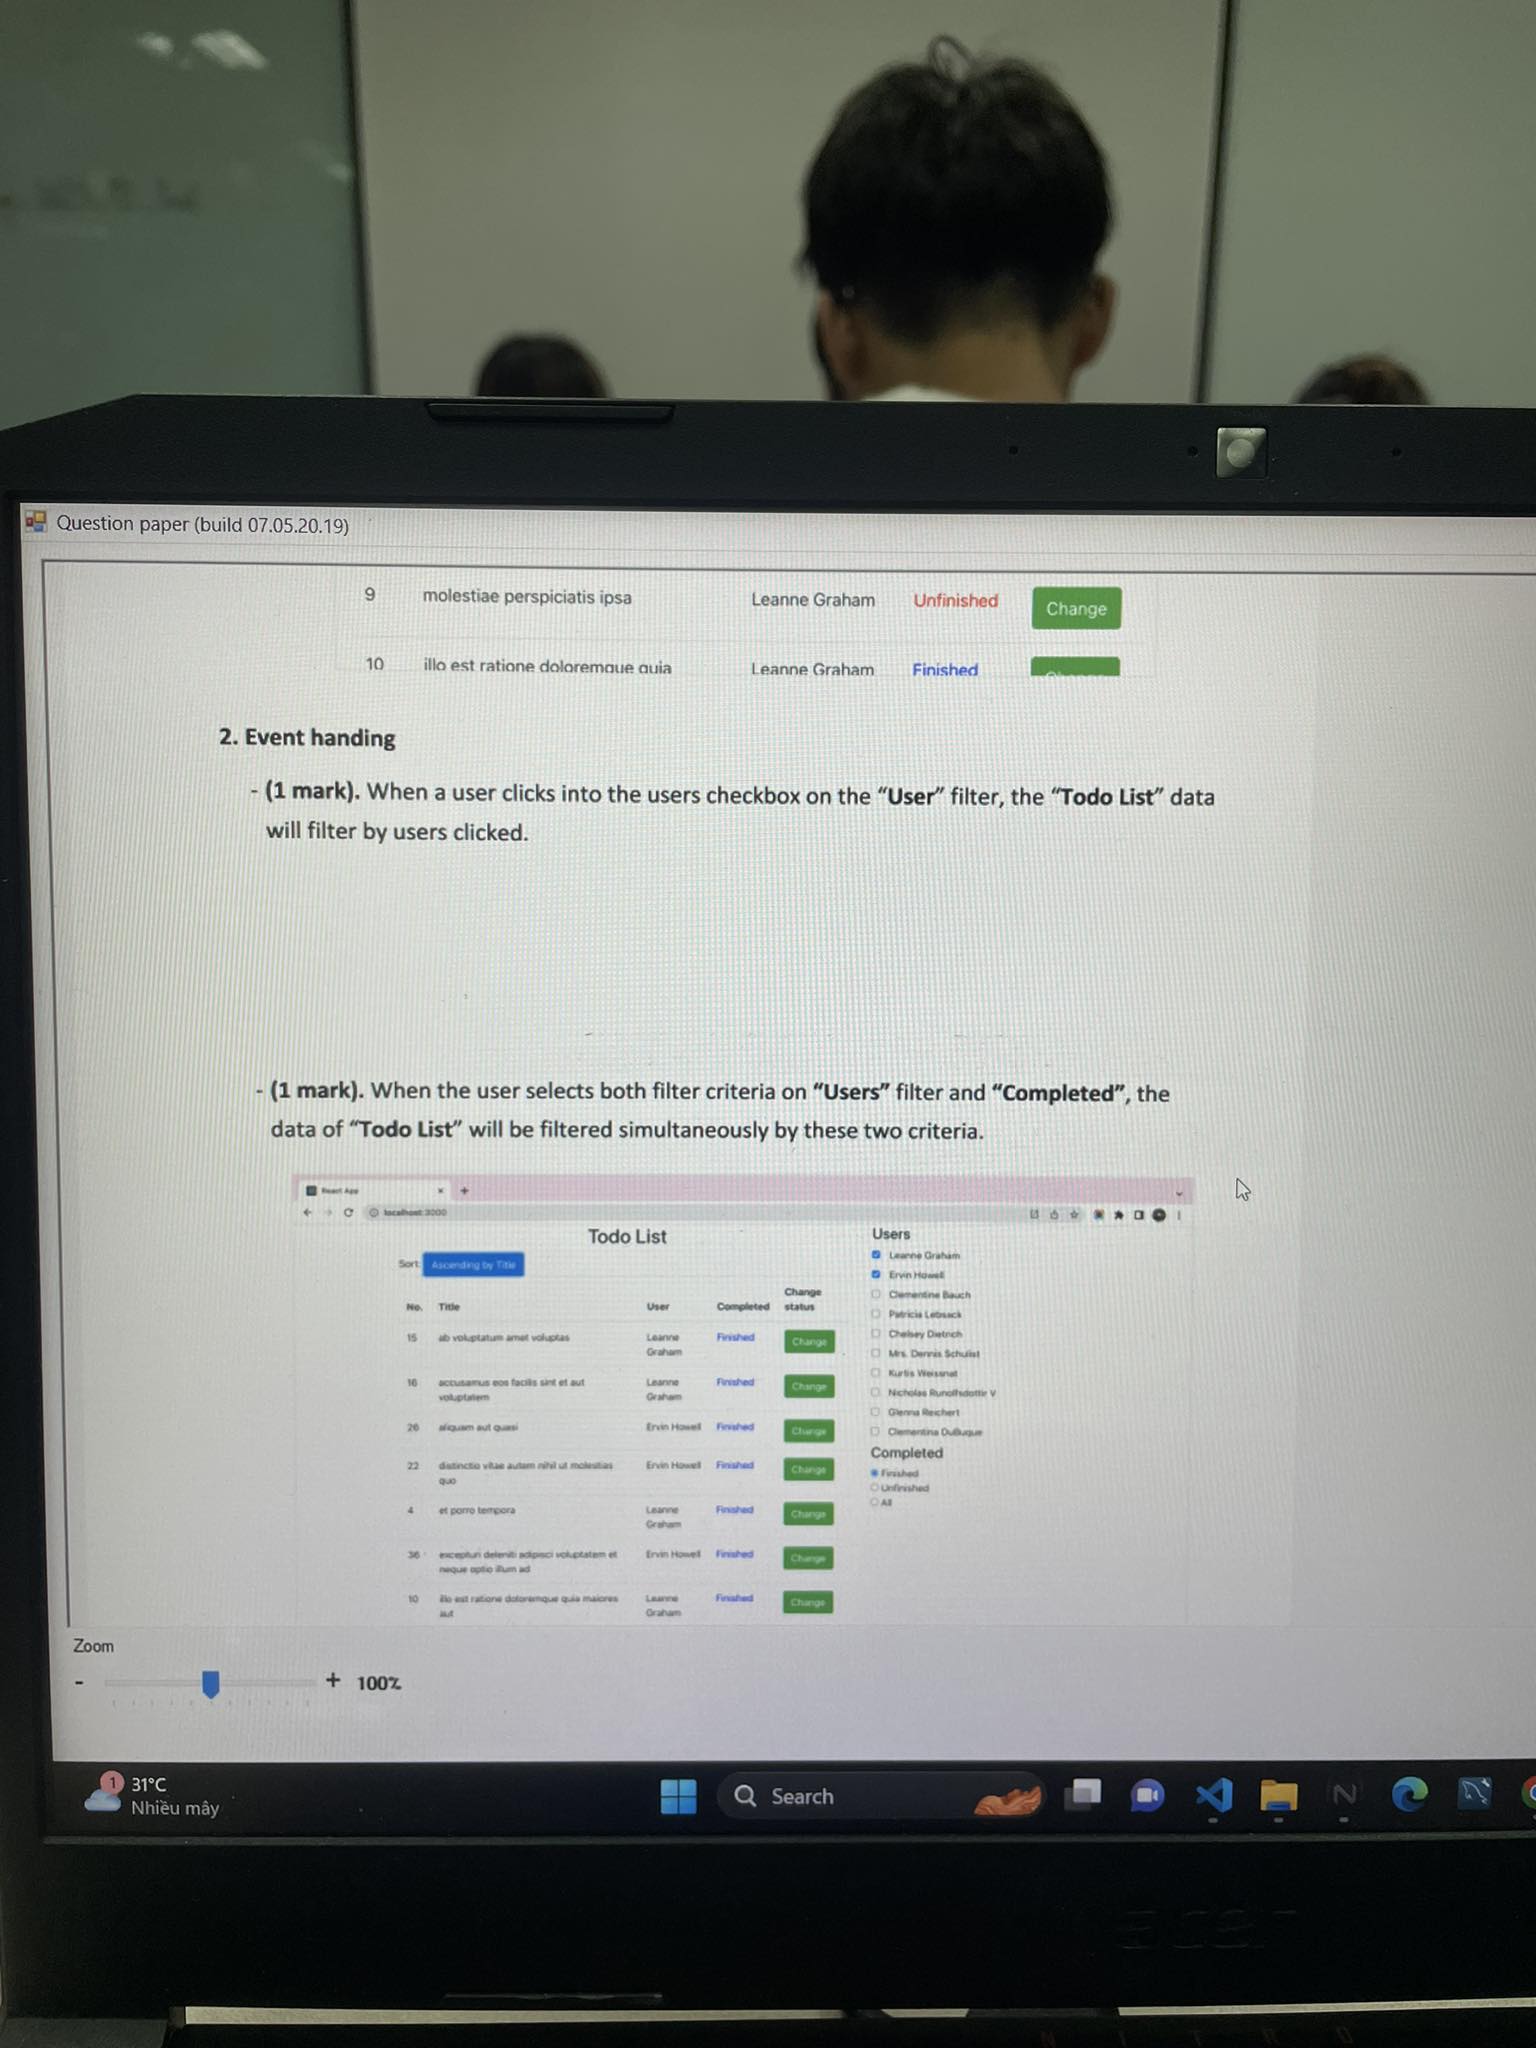 Question paper (build 07.05.20.19)
9 molestiae perspiciatis ipsa Leanne Graham Unfinished Change
10 illo est ratione doloremque quia Leanne Graham Finished
2. Event handing
- (1 mark). When a user clicks into the users checkbox on the “User” filter, the “Todo List” data
will filter by users clicked.
- (1 mark). When the user selects both filter criteria on “Users” filter and “Completed”, the
data of “Todo List” will be filtered simultaneously by these two criteria.
React App
localhost:3000
Todo List
Sort: Ascending by Title
No. Title User Completed Change
status
15 ab voluptatum amet voluptas Leanne Finished Change
Graham
16 accusamus eos facilis sint et aut Leanne Finished Change
voluptatem Graham
26 aliquam aut quasi Ervin Howell Finished Change
22 distinctio vitae autem nihil ut molestias Ervin Howell Finished Change
quo
4 et porro tempora Leanne Finished Change
Graham
36 excepturi deleniti adipisci voluptatem et Ervin Howell Finished Change
neque optio illum ad
10 illo est ratione doloremque quia maiores Leanne Finished Change
aut Graham
Users
Leanne Graham
Ervin Howell
Clementine Bauch
Patricia Lebsack
Chelsey Dietrich
Mrs. Dennis Schulist
Kurtis Weissnat
Nicholas Runolfsdottir V
Glenna Reichert
Clementina DuBuque
Completed
Finished
Unfinished
All
Zoom
- + 100%
1 31°C
Nhiều mây
Search
acer